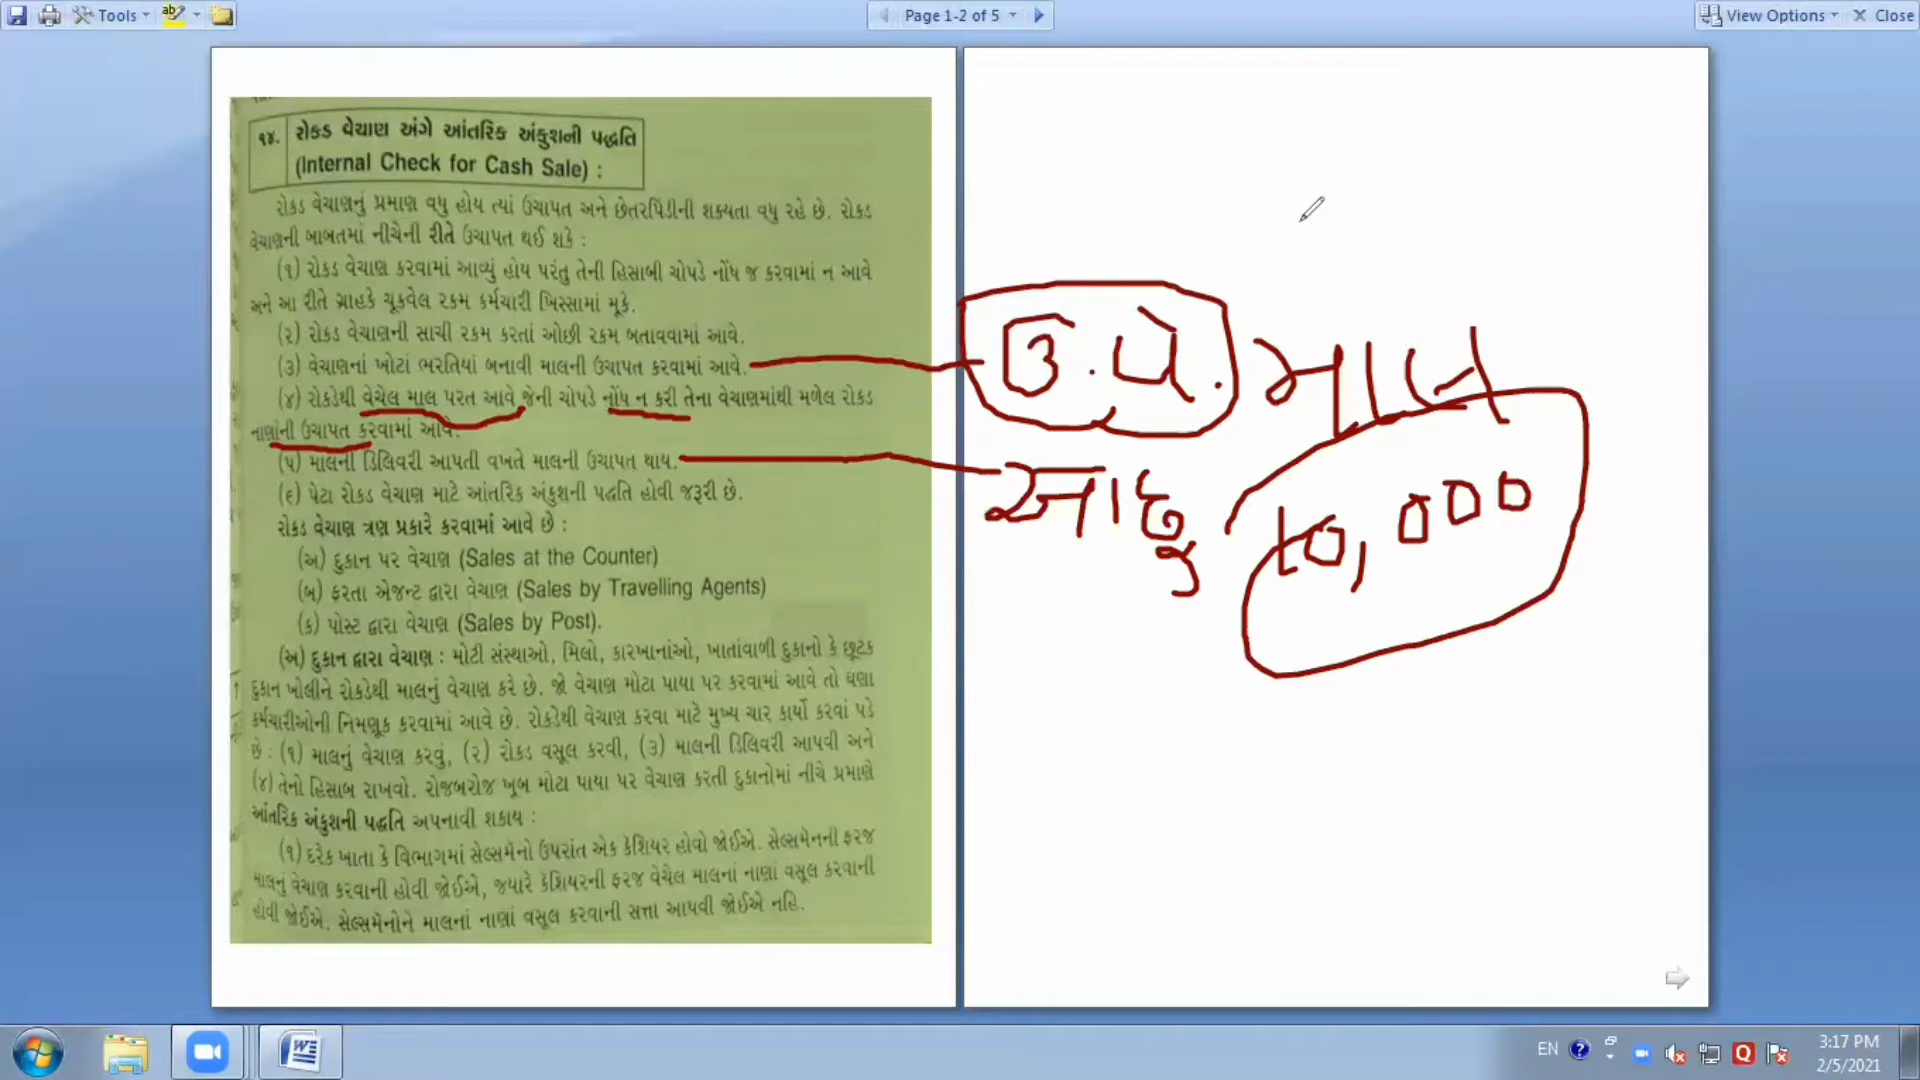 Tools
Page 1-2 of 5
View Options
Close
૧૪. રોકડ વેચાણ અંગે આંતરિક અંકુશની પદ્ધતિ
(Internal Check for Cash Sale) :
રોકડ વેચાણનું પ્રમાણ વધુ હોય ત્યાં ઉચાપત અને છેતરપિંડીની શક્યતા વધુ રહે છે. રોકડ
વેચાણની બાબતમાં નીચેની રીતે ઉચાપત થઈ શકે :
(૧) રોકડ વેચાણ કરવામાં આવ્યું હોય પરંતુ તેની હિસાબી ચોપડે નોંધ જ કરવામાં ન આવે
અને આ રીતે ગ્રાહકે ચૂકવેલ રકમ કર્મચારી ખિસ્સામાં મૂકે.
(૨) રોકડ વેચાણની સાચી રકમ કરતાં ઓછી રકમ બતાવવામાં આવે.
(૩) વેચાણનાં ખોટાં ભરતિયાં બનાવી માલની ઉચાપત કરવામાં આવે.
(૪) રોકડેથી વેચેલ માલ પરત આવે જેની ચોપડે નોંધ ન કરી તેના વેચાણમાંથી મળેલ રોકડ
નાણાંની ઉચાપત કરવામાં આવે.
(૫) માલની ડિલિવરી આપતી વખતે માલની ઉચાપત થાય.
(૬) પેટા રોકડ વેચાણ માટે આંતરિક અંકુશની પદ્ધતિ હોવી જરૂરી છે.
રોકડ વેચાણ ત્રણ પ્રકારે કરવામાં આવે છે :
(અ) દુકાન પર વેચાણ (Sales at the Counter)
(બ) ફરતા એજન્ટ દ્વારા વેચાણ (Sales by Travelling Agents)
(ક) પોસ્ટ દ્વારા વેચાણ (Sales by Post).
(અ) દુકાન દ્વારા વેચાણ : મોટી સંસ્થાઓ, મિલો, કારખાનાંઓ, ખાતાંવાળી દુકાનો કે છૂટક
દુકાન ખોલીને રોકડેથી માલનું વેચાણ કરે છે. જો વેચાણ મોટા પાયા પર કરવામાં આવે તો ઘણા
કર્મચારીઓની નિમણૂક કરવામાં આવે છે. રોકડેથી વેચાણ કરવા માટે મુખ્ય ચાર કાર્યો કરવાં પડે
છે : (૧) માલનું વેચાણ કરવું, (૨) રોકડ વસૂલ કરવી, (૩) માલની ડિલિવરી આપવી અને
(૪) તેનો હિસાબ રાખવો. રોજબરોજ ખૂબ મોટા પાયા પર વેચાણ કરતી દુકાનોમાં નીચે પ્રમાણે
આંતરિક અંકુશની પદ્ધતિ અપનાવી શકાય :
(૧) દરેક ખાતા કે વિભાગમાં સેલ્સમૅનો ઉપરાંત એક કૅશિયર હોવો જોઈએ. સેલ્સમૅનની ફરજ
માલનું વેચાણ કરવાની હોવી જોઈએ, જ્યારે કૅશિયરની ફરજ વેચેલ માલનાં નાણાં વસૂલ કરવાની
હોવી જોઈએ. સેલ્સમૅનોને માલનાં નાણાં વસૂલ કરવાની સત્તા આપવી જોઈએ નહિ.
ઉ.વે. માલ
10,000
EN
3:17 PM
2/5/2021